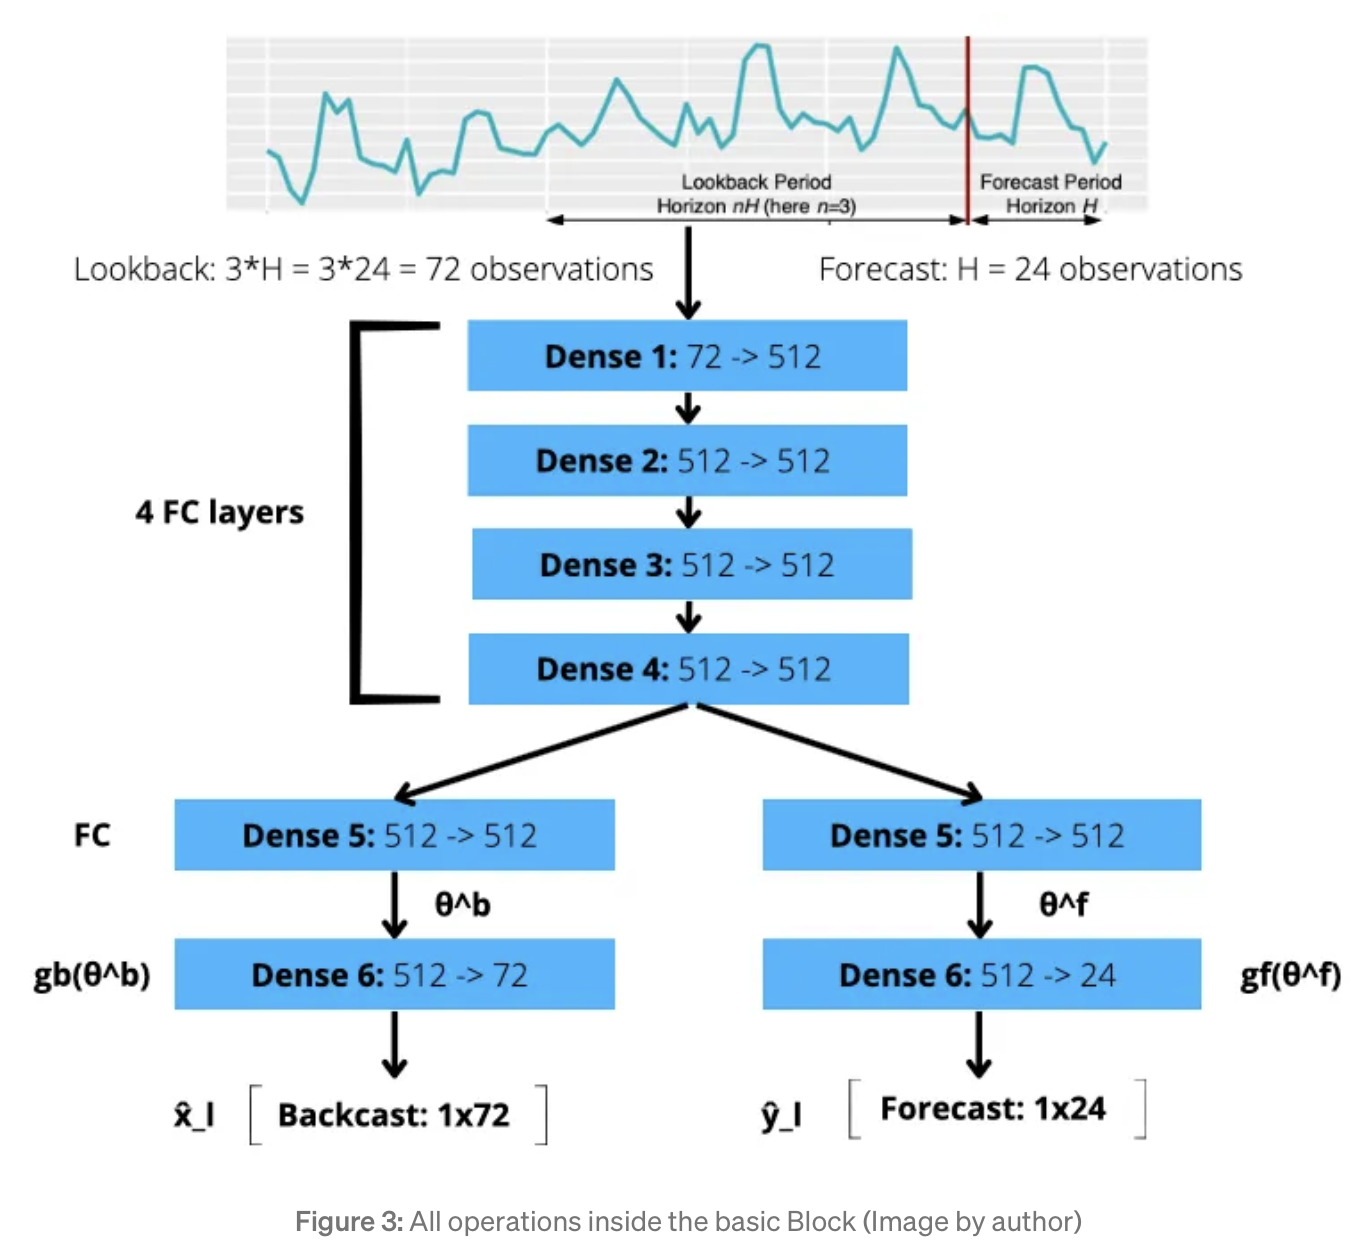 Lookback Period
Horizon nH (here n=3)
Forecast Period
Horizon H
Lookback: 3*H = 3*24 = 72 observations
Forecast: H = 24 observations
Dense 1: 72 -> 512
Dense 2: 512 -> 512
4 FC layers
Dense 3: 512 -> 512
Dense 4: 512 -> 512
FC
Dense 5: 512 -> 512
Dense 5: 512 -> 512
θ^b
θ^f
gb(θ^b)
Dense 6: 512 -> 72
Dense 6: 512 -> 24
gf(θ^f)
x̂_l [ Backcast: 1x72 ]
ŷ_l [ Forecast: 1x24 ]
Figure 3: All operations inside the basic Block (Image by author)